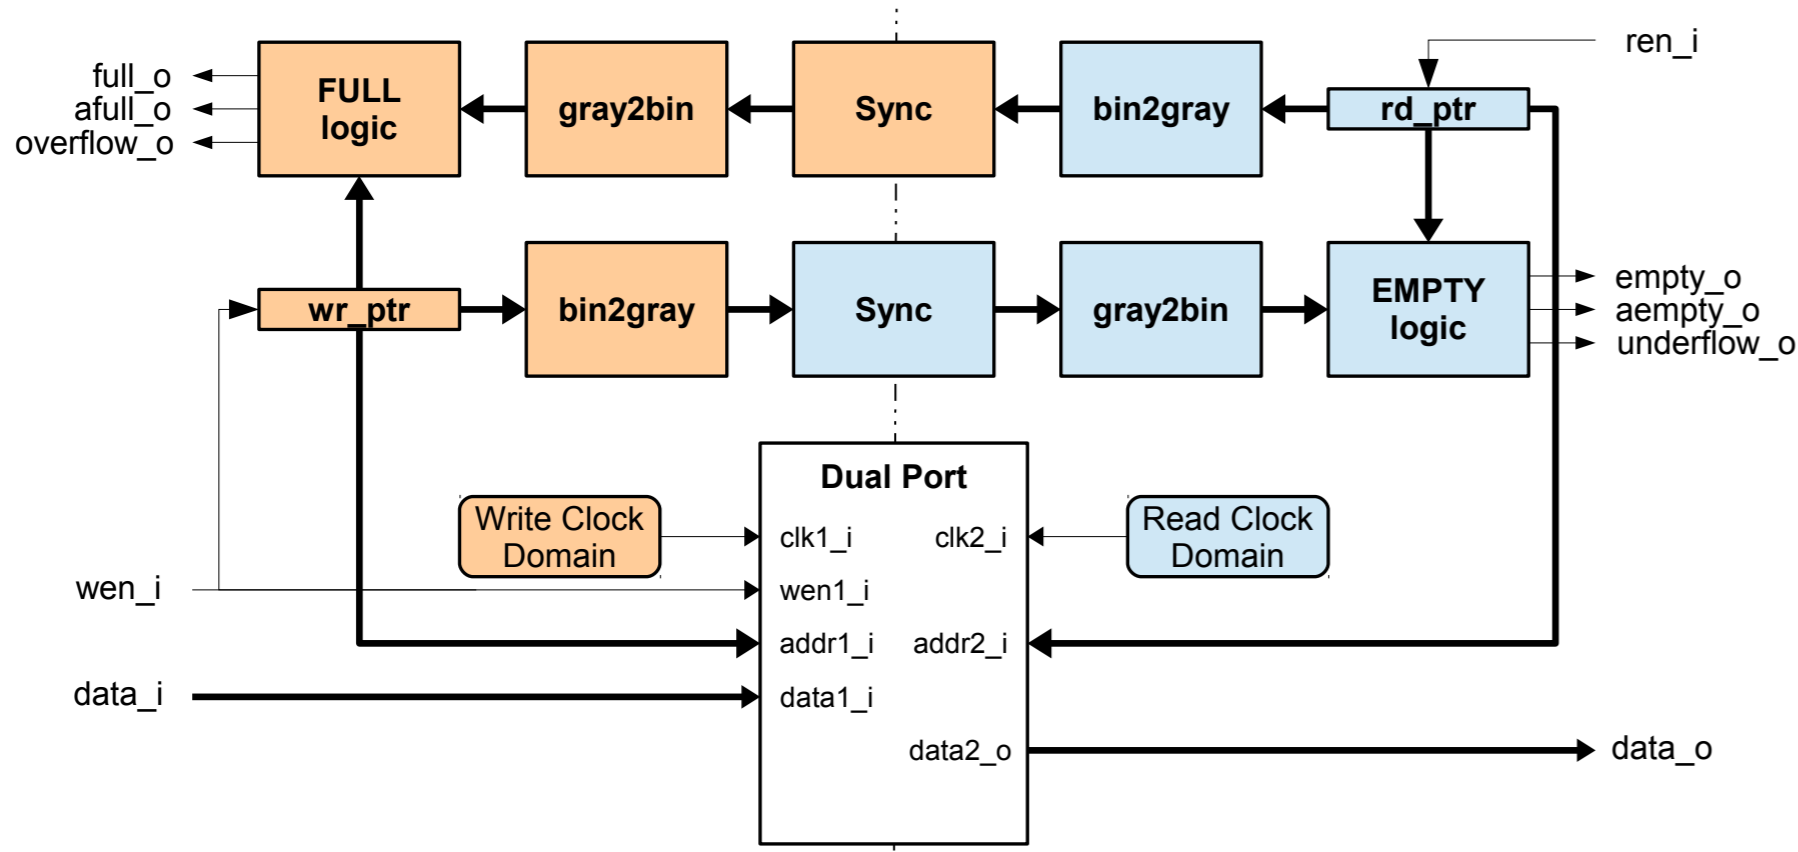 full_o
afull_o
overflow_o
FULL
logic
gray2bin
Sync
bin2gray
rd_ptr
ren_i
wr_ptr
bin2gray
Sync
gray2bin
EMPTY
logic
empty_o
aempty_o
underflow_o
Dual Port
Write Clock
Domain
clk1_i
clk2_i
Read Clock
Domain
wen_i
wen1_i
addr1_i
addr2_i
data_i
data1_i
data2_o
data_o